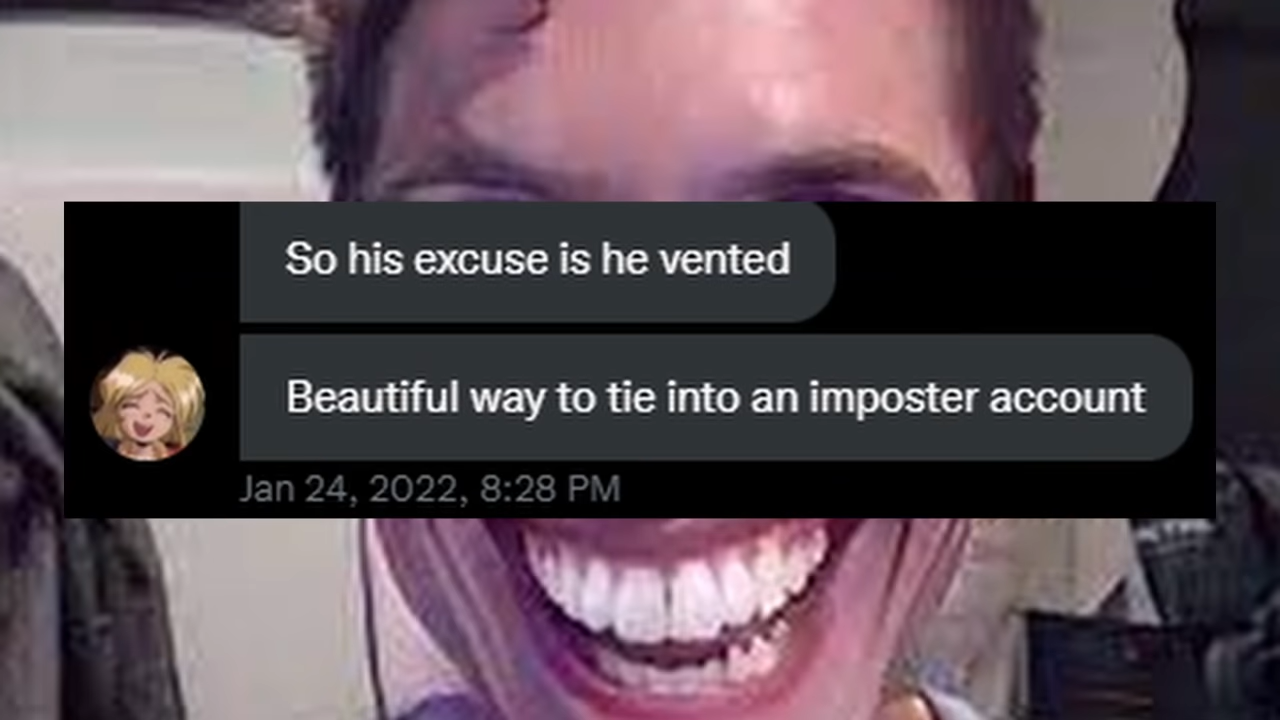 So his excuse is he vented
Beautiful way to tie into an imposter account
Jan 24, 2022, 8:28 PM